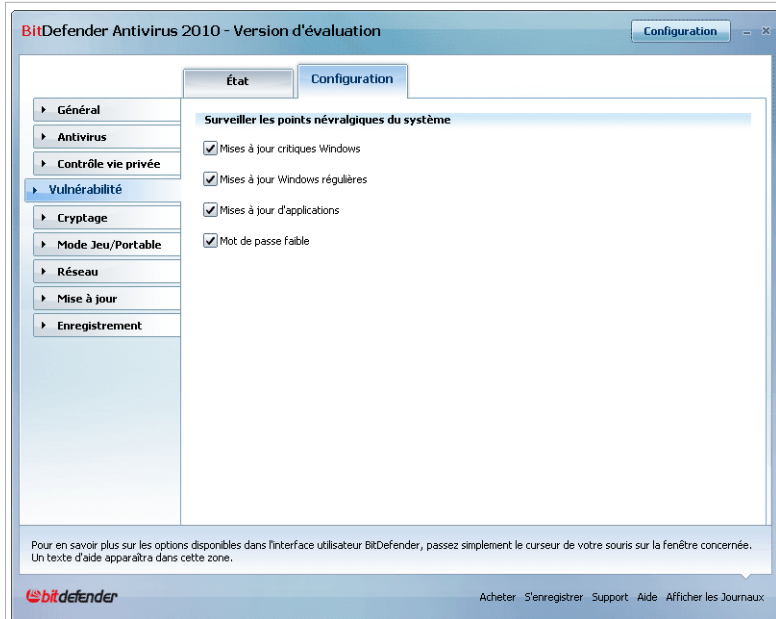 BitDefender Antivirus 2010 - Version d'évaluation
Configuration
État
Configuration
Général
Antivirus
Contrôle vie privée
Vulnérabilité
Cryptage
Mode Jeu/Portable
Réseau
Mise à jour
Enregistrement
Surveiller les points névralgiques du système
Mises à jour critiques Windows
Mises à jour Windows régulières
Mises à jour d'applications
Mot de passe faible
Pour en savoir plus sur les options disponibles dans l'interface utilisateur BitDefender, passez simplement le curseur de votre souris sur la fenêtre concernée.
Un texte d'aide apparaîtra dans cette zone.
bitdefender
Acheter S'enregistrer Support Aide Afficher les Journaux